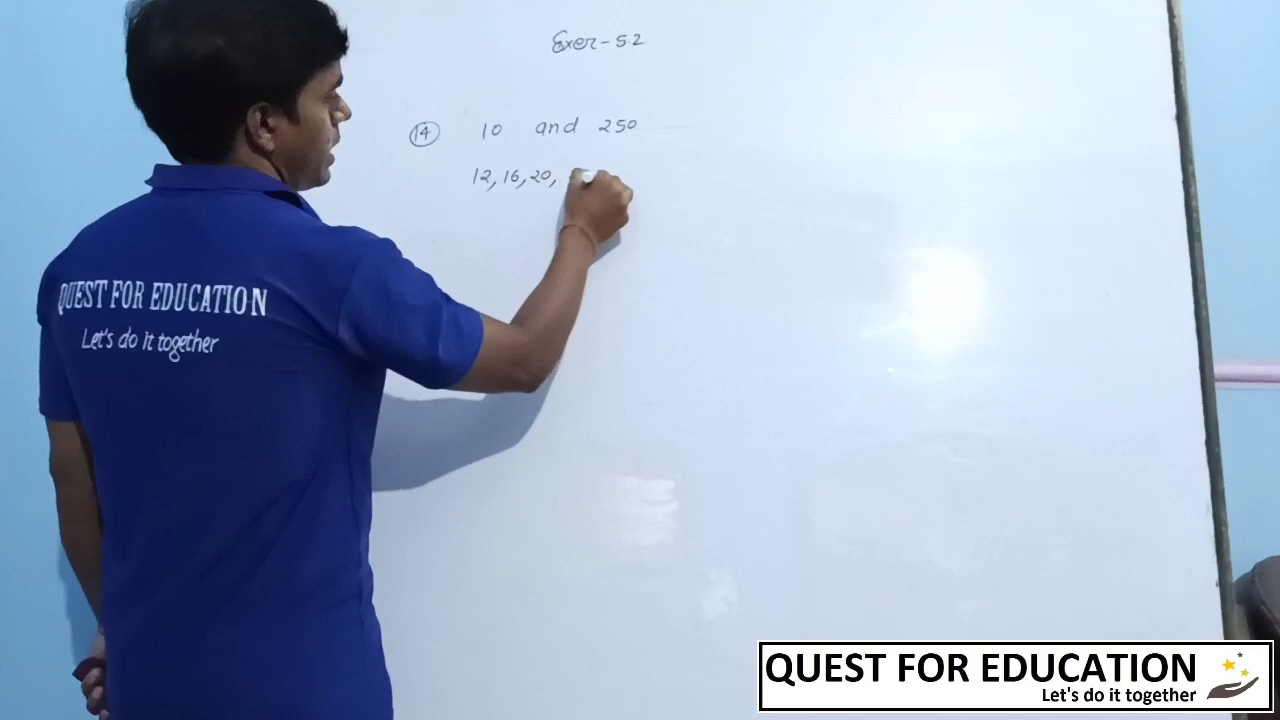 Exer-5.2
14 10 and 250
12, 16, 20,
QUEST FOR EDUCATION
Let's do it together
QUEST FOR EDUCATION
Let's do it together